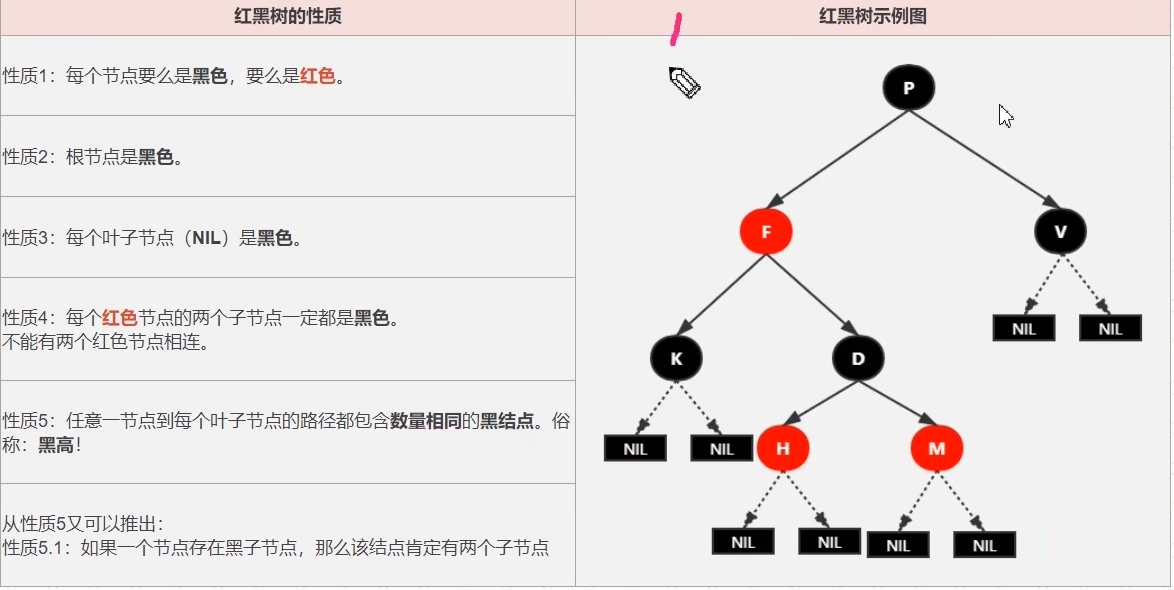 红黑树的性质
红黑树示例图
性质1：每个节点要么是黑色，要么是红色。
性质2：根节点是黑色。
性质3：每个叶子节点（NIL）是黑色。
性质4：每个红色节点的两个子节点一定都是黑色。
不能有两个红色节点相连。
性质5：任意一节点到每个叶子节点的路径都包含数量相同的黑结点。俗
称：黑高！
从性质5又可以推出：
性质5.1：如果一个节点存在黑子节点，那么该结点肯定有两个子节点
P
F
V
NIL
NIL
K
D
NIL
NIL
H
M
NIL
NIL
NIL
NIL